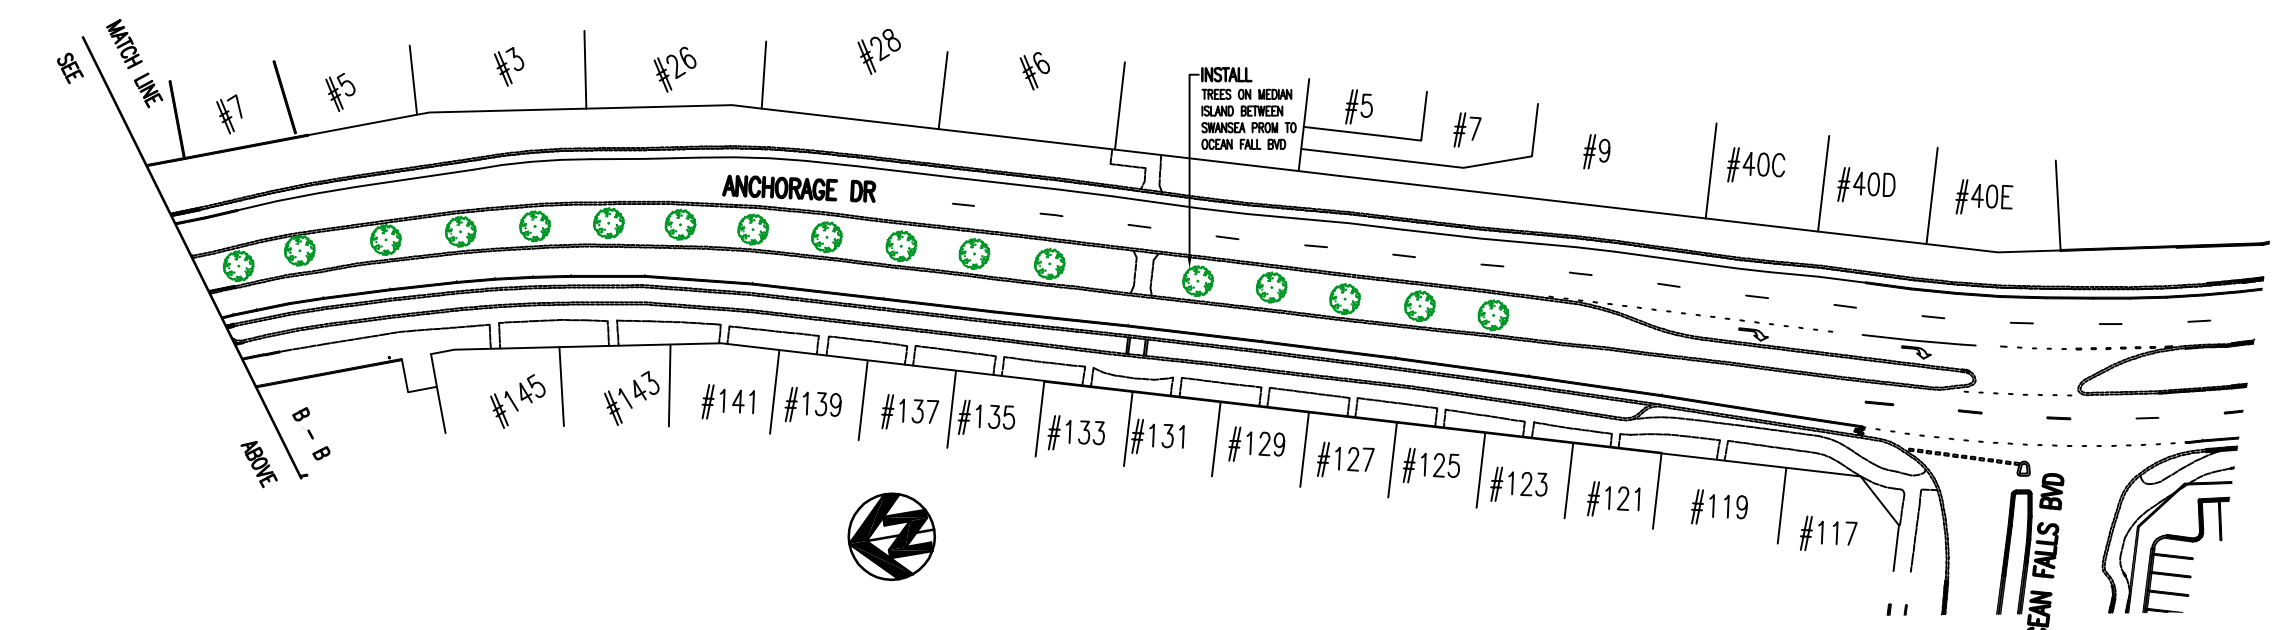 SEE
MATCH LINE
#7
#5
#3
#26
#28
#6
INSTALL
TREES ON MEDIAN
ISLAND BETWEEN
SWANSEA PROM TO
OCEAN FALL BVD
#5
#7
#9
#40C
#40D
#40E
ANCHORAGE DR
B - B
ABOVE
#145
#143
#141
#139
#137
#135
#133
#131
#129
#127
#125
#123
#121
#119
#117
N
CEAN FALLS BVD